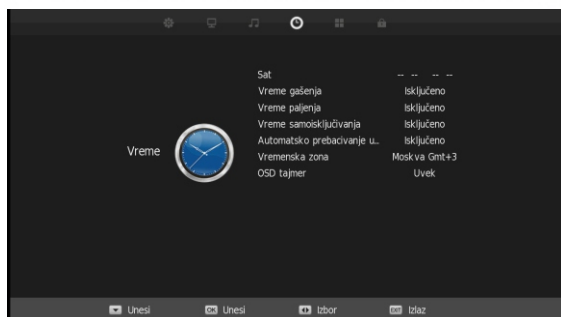 Sat -- -- -- --
Vreme gašenja Isključeno
Vreme paljenja Isključeno
Vreme samoisključivanja Isključeno
Automatsko prebacivanje u... Isključeno
Vremenska zona Moskva Gmt+3
OSD tajmer Uvek
Vreme
Unesi OK Unesi Izbor EXIT Izlaz